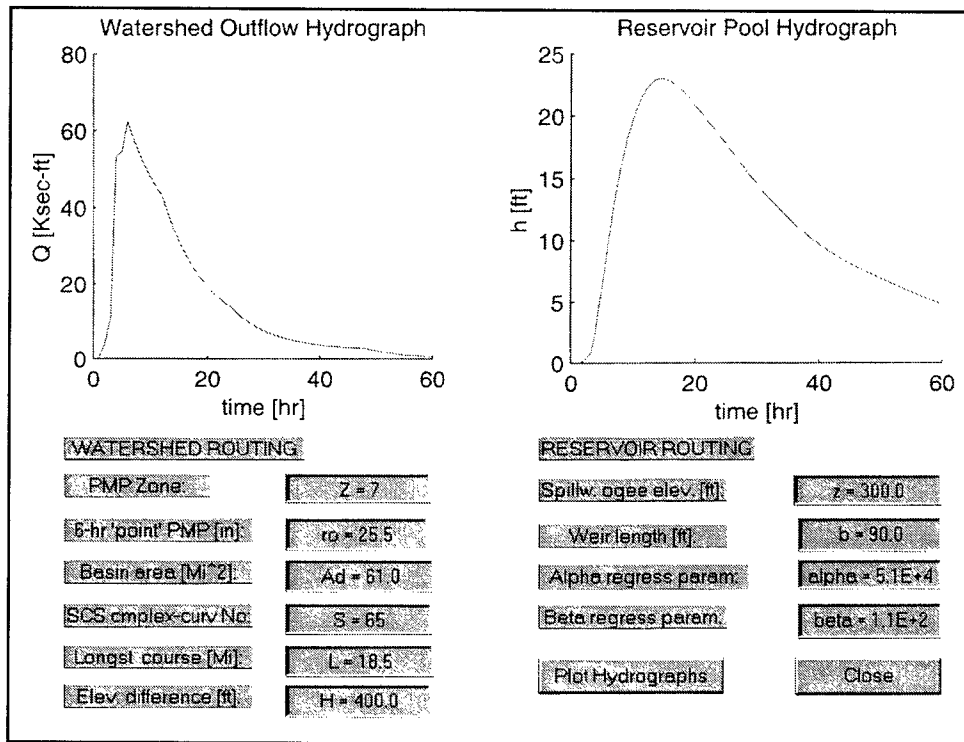 Watershed Outflow Hydrograph
80
60
40
20
0
Q [Ksec-ft]
0 20 40 60
time [hr]
Reservoir Pool Hydrograph
25
20
15
10
5
0
h [ft]
0 20 40 60
time [hr]
WATERSHED ROUTING
PMP Zone: Z = 7
6-hr 'point' PMP [in]: ro = 25.5
Basin area [Mi^2]: Ad = 61.0
SCS cmplex-curv No: S = 65
Longst. course [Mi]: L = 18.5
Elev. difference [ft]: H = 400.0
RESERVOIR ROUTING
Spillw. ogee elev. [ft]: z = 300.0
Weir length [ft]: b = 90.0
Alpha regress param: alpha = 5.1E+4
Beta regress param. beta = 1.1E+2
Plot Hydrographs Close